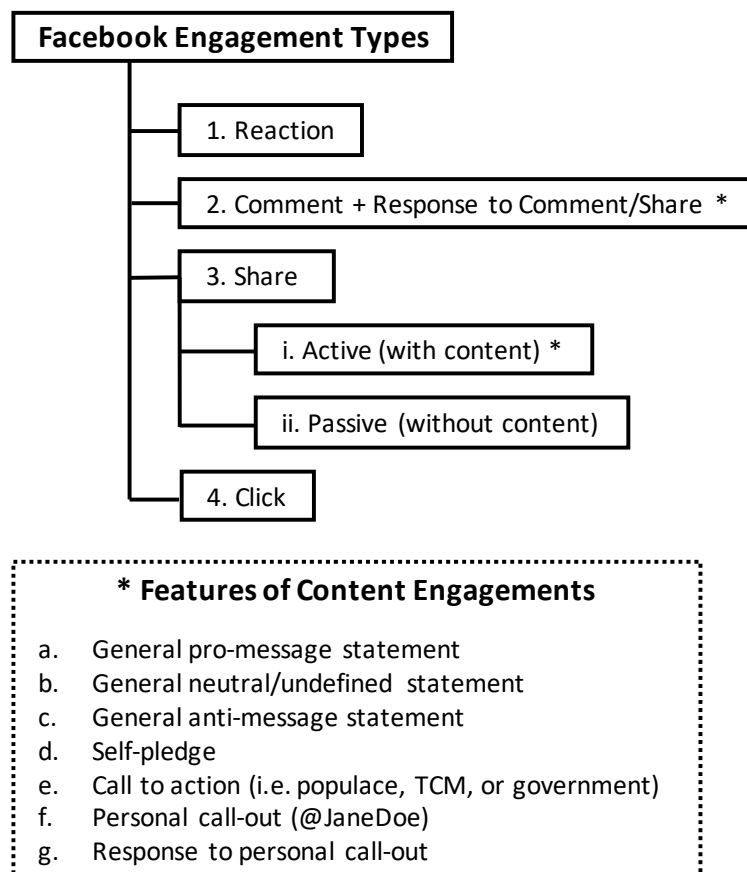 Facebook Engagement Types
1. Reaction
2. Comment + Response to Comment/Share *
3. Share
i. Active (with content) *
ii. Passive (without content)
4. Click
* Features of Content Engagements
a. General pro-message statement
b. General neutral/undefined statement
c. General anti-message statement
d. Self-pledge
e. Call to action (i.e. populace, TCM, or government)
f. Personal call-out (@JaneDoe)
g. Response to personal call-out